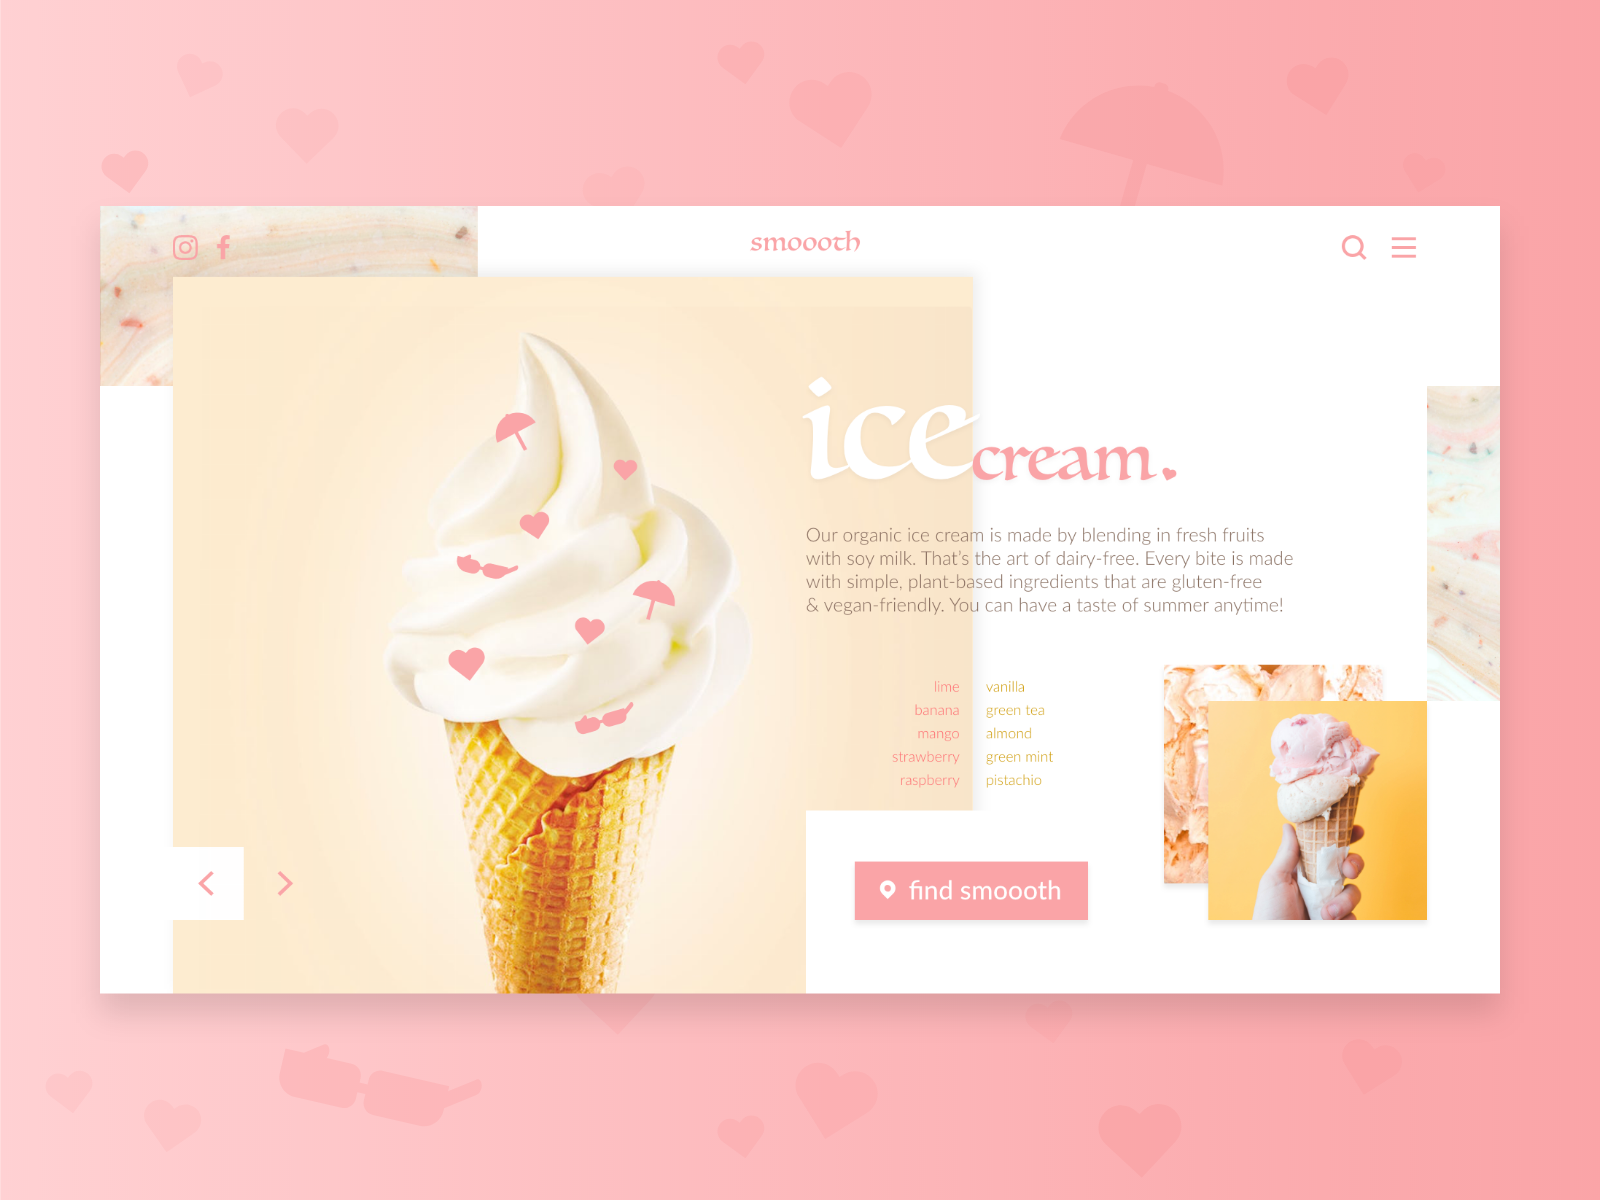 smoooth
ice cream.
Our organic ice cream is made by blending in fresh fruits
with soy milk. That's the art of dairy-free. Every bite is made
with simple, plant-based ingredients that are gluten-free
& vegan-friendly. You can have a taste of summer anytime!
lime vanilla
banana green tea
mango almond
strawberry green mint
raspberry pistachio
find smoooth